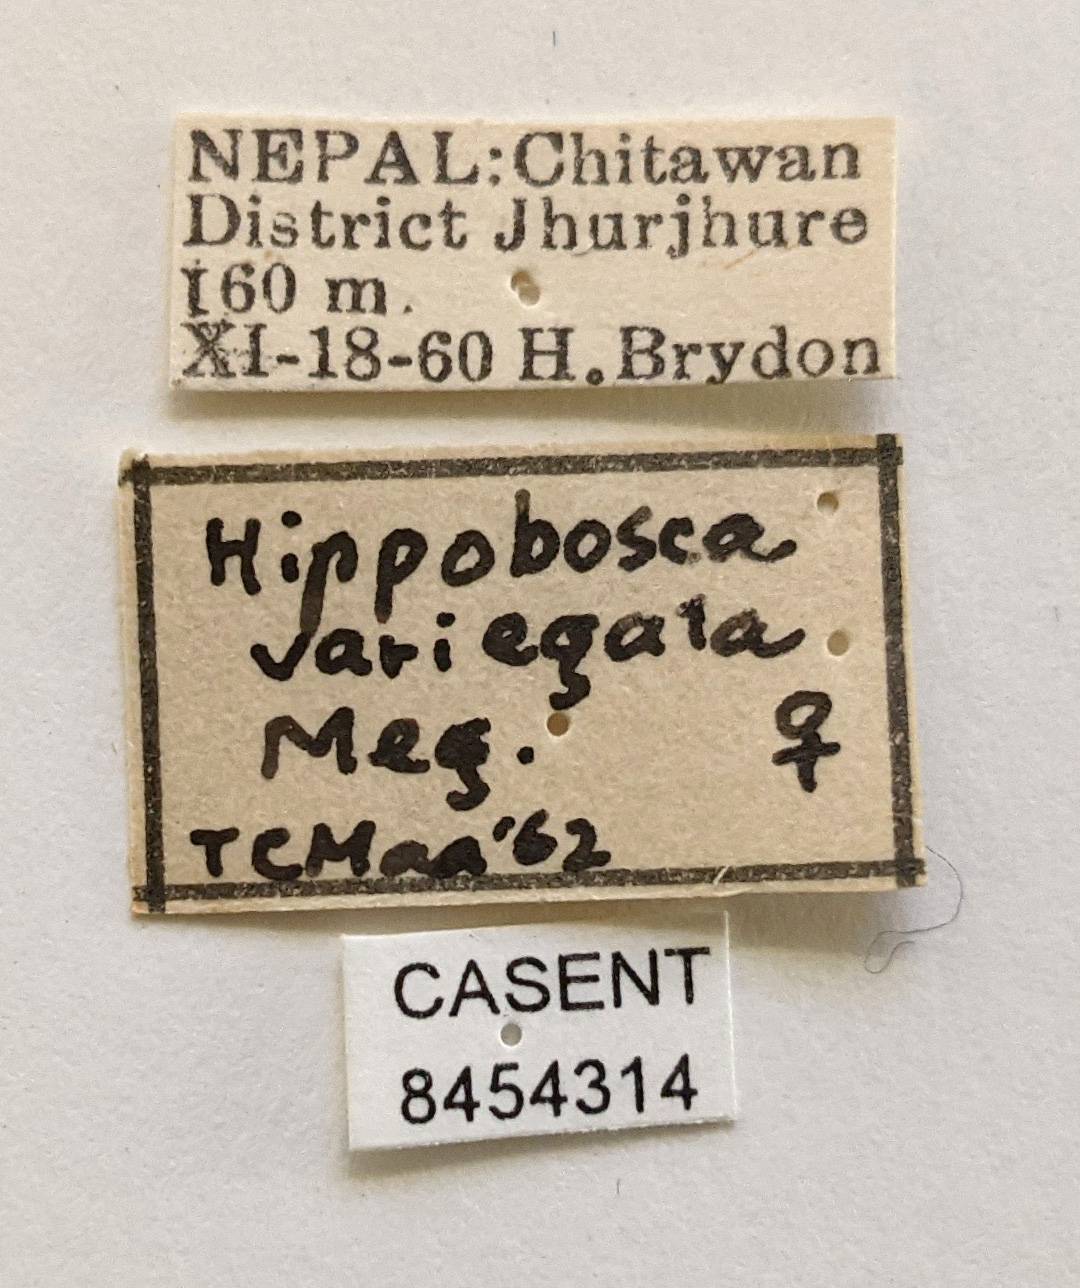 NEPAL: Chitawan
District Jhurjhure
160 m.
XI-18-60 H. Brydon
Hippobosca
variegata
Meg. ♀
TCMaa '62
CASENT
8454314